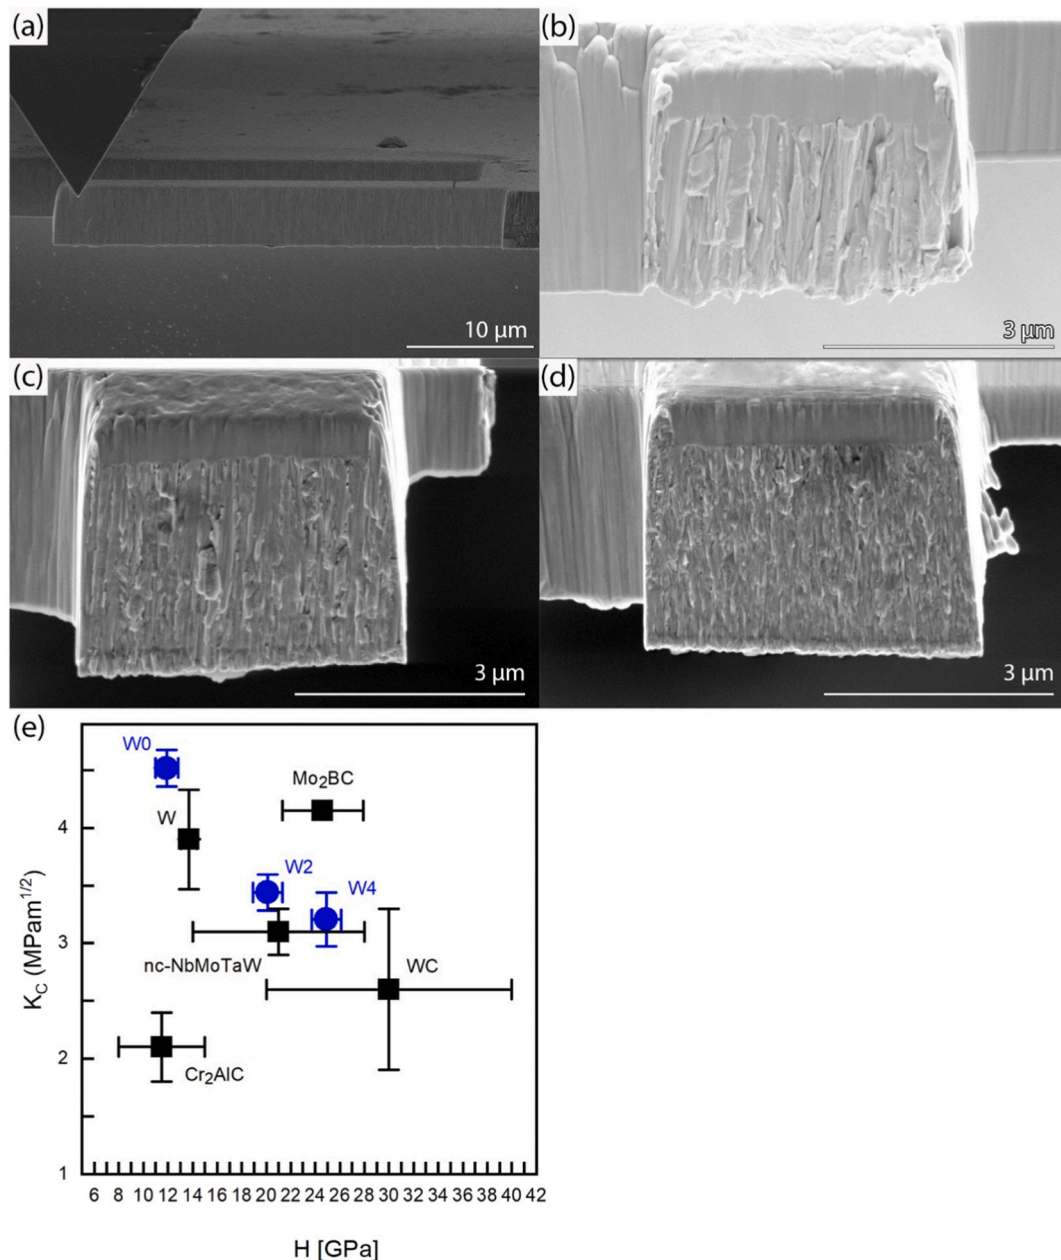 (a)
10 µm
(b)
3 µm
(c)
3 µm
(d)
3 µm
(e)
W0
W
Mo2BC
W2
W4
nc-NbMoTaW
WC
Cr2AlC
4
3
2
1
KC (MPam1/2)
6 8 10 12 14 16 18 20 22 24 26 28 30 32 34 36 38 40 42
H [GPa]